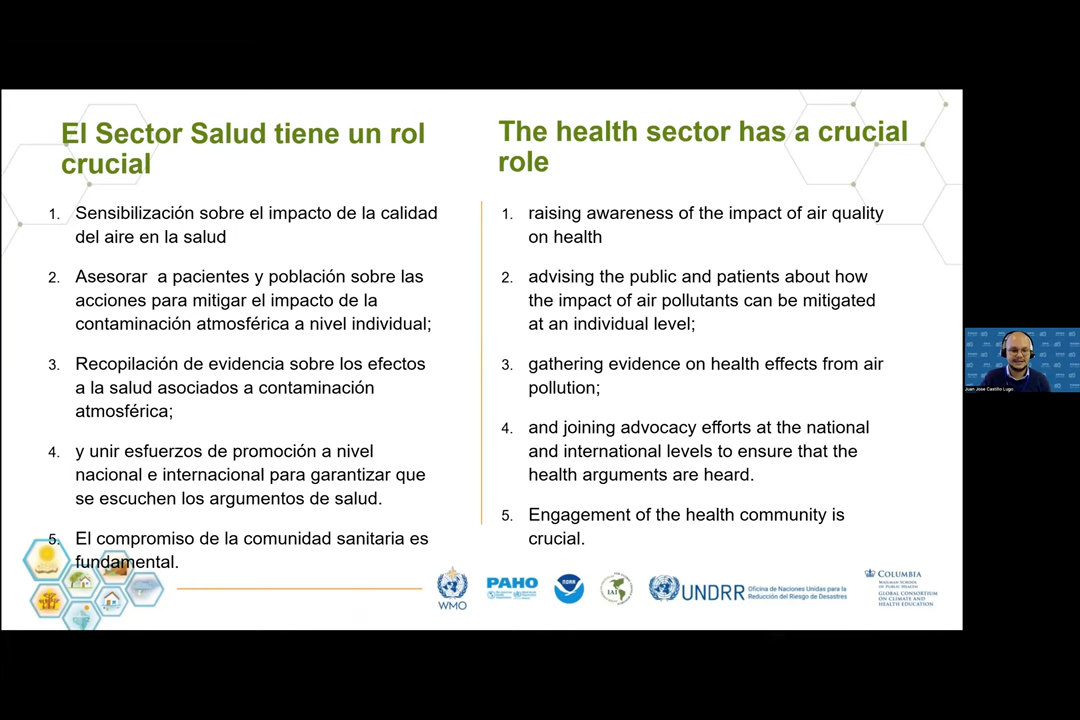 El Sector Salud tiene un rol
crucial
1. Sensibilización sobre el impacto de la calidad
del aire en la salud
2. Asesorar a pacientes y población sobre las
acciones para mitigar el impacto de la
contaminación atmosférica a nivel individual;
3. Recopilación de evidencia sobre los efectos
a la salud asociados a contaminación
atmosférica;
4. y unir esfuerzos de promoción a nivel
nacional e internacional para garantizar que
se escuchen los argumentos de salud.
5. El compromiso de la comunidad sanitaria es
fundamental.
The health sector has a crucial
role
1. raising awareness of the impact of air quality
on health
2. advising the public and patients about how
the impact of air pollutants can be mitigated
at an individual level;
3. gathering evidence on health effects from air
pollution;
4. and joining advocacy efforts at the national
and international levels to ensure that the
health arguments are heard.
5. Engagement of the health community is
crucial.
WMO
PAHO
NOAA
IAI
UNDRR
Oficina de Naciones Unidas para la
Reducción del Riesgo de Desastres
COLUMBIA
MAILMAN SCHOOL
OF PUBLIC HEALTH
GLOBAL CONSORTIUM
ON CLIMATE AND
HEALTH EDUCATION
Juan Jose Castillo Lugo